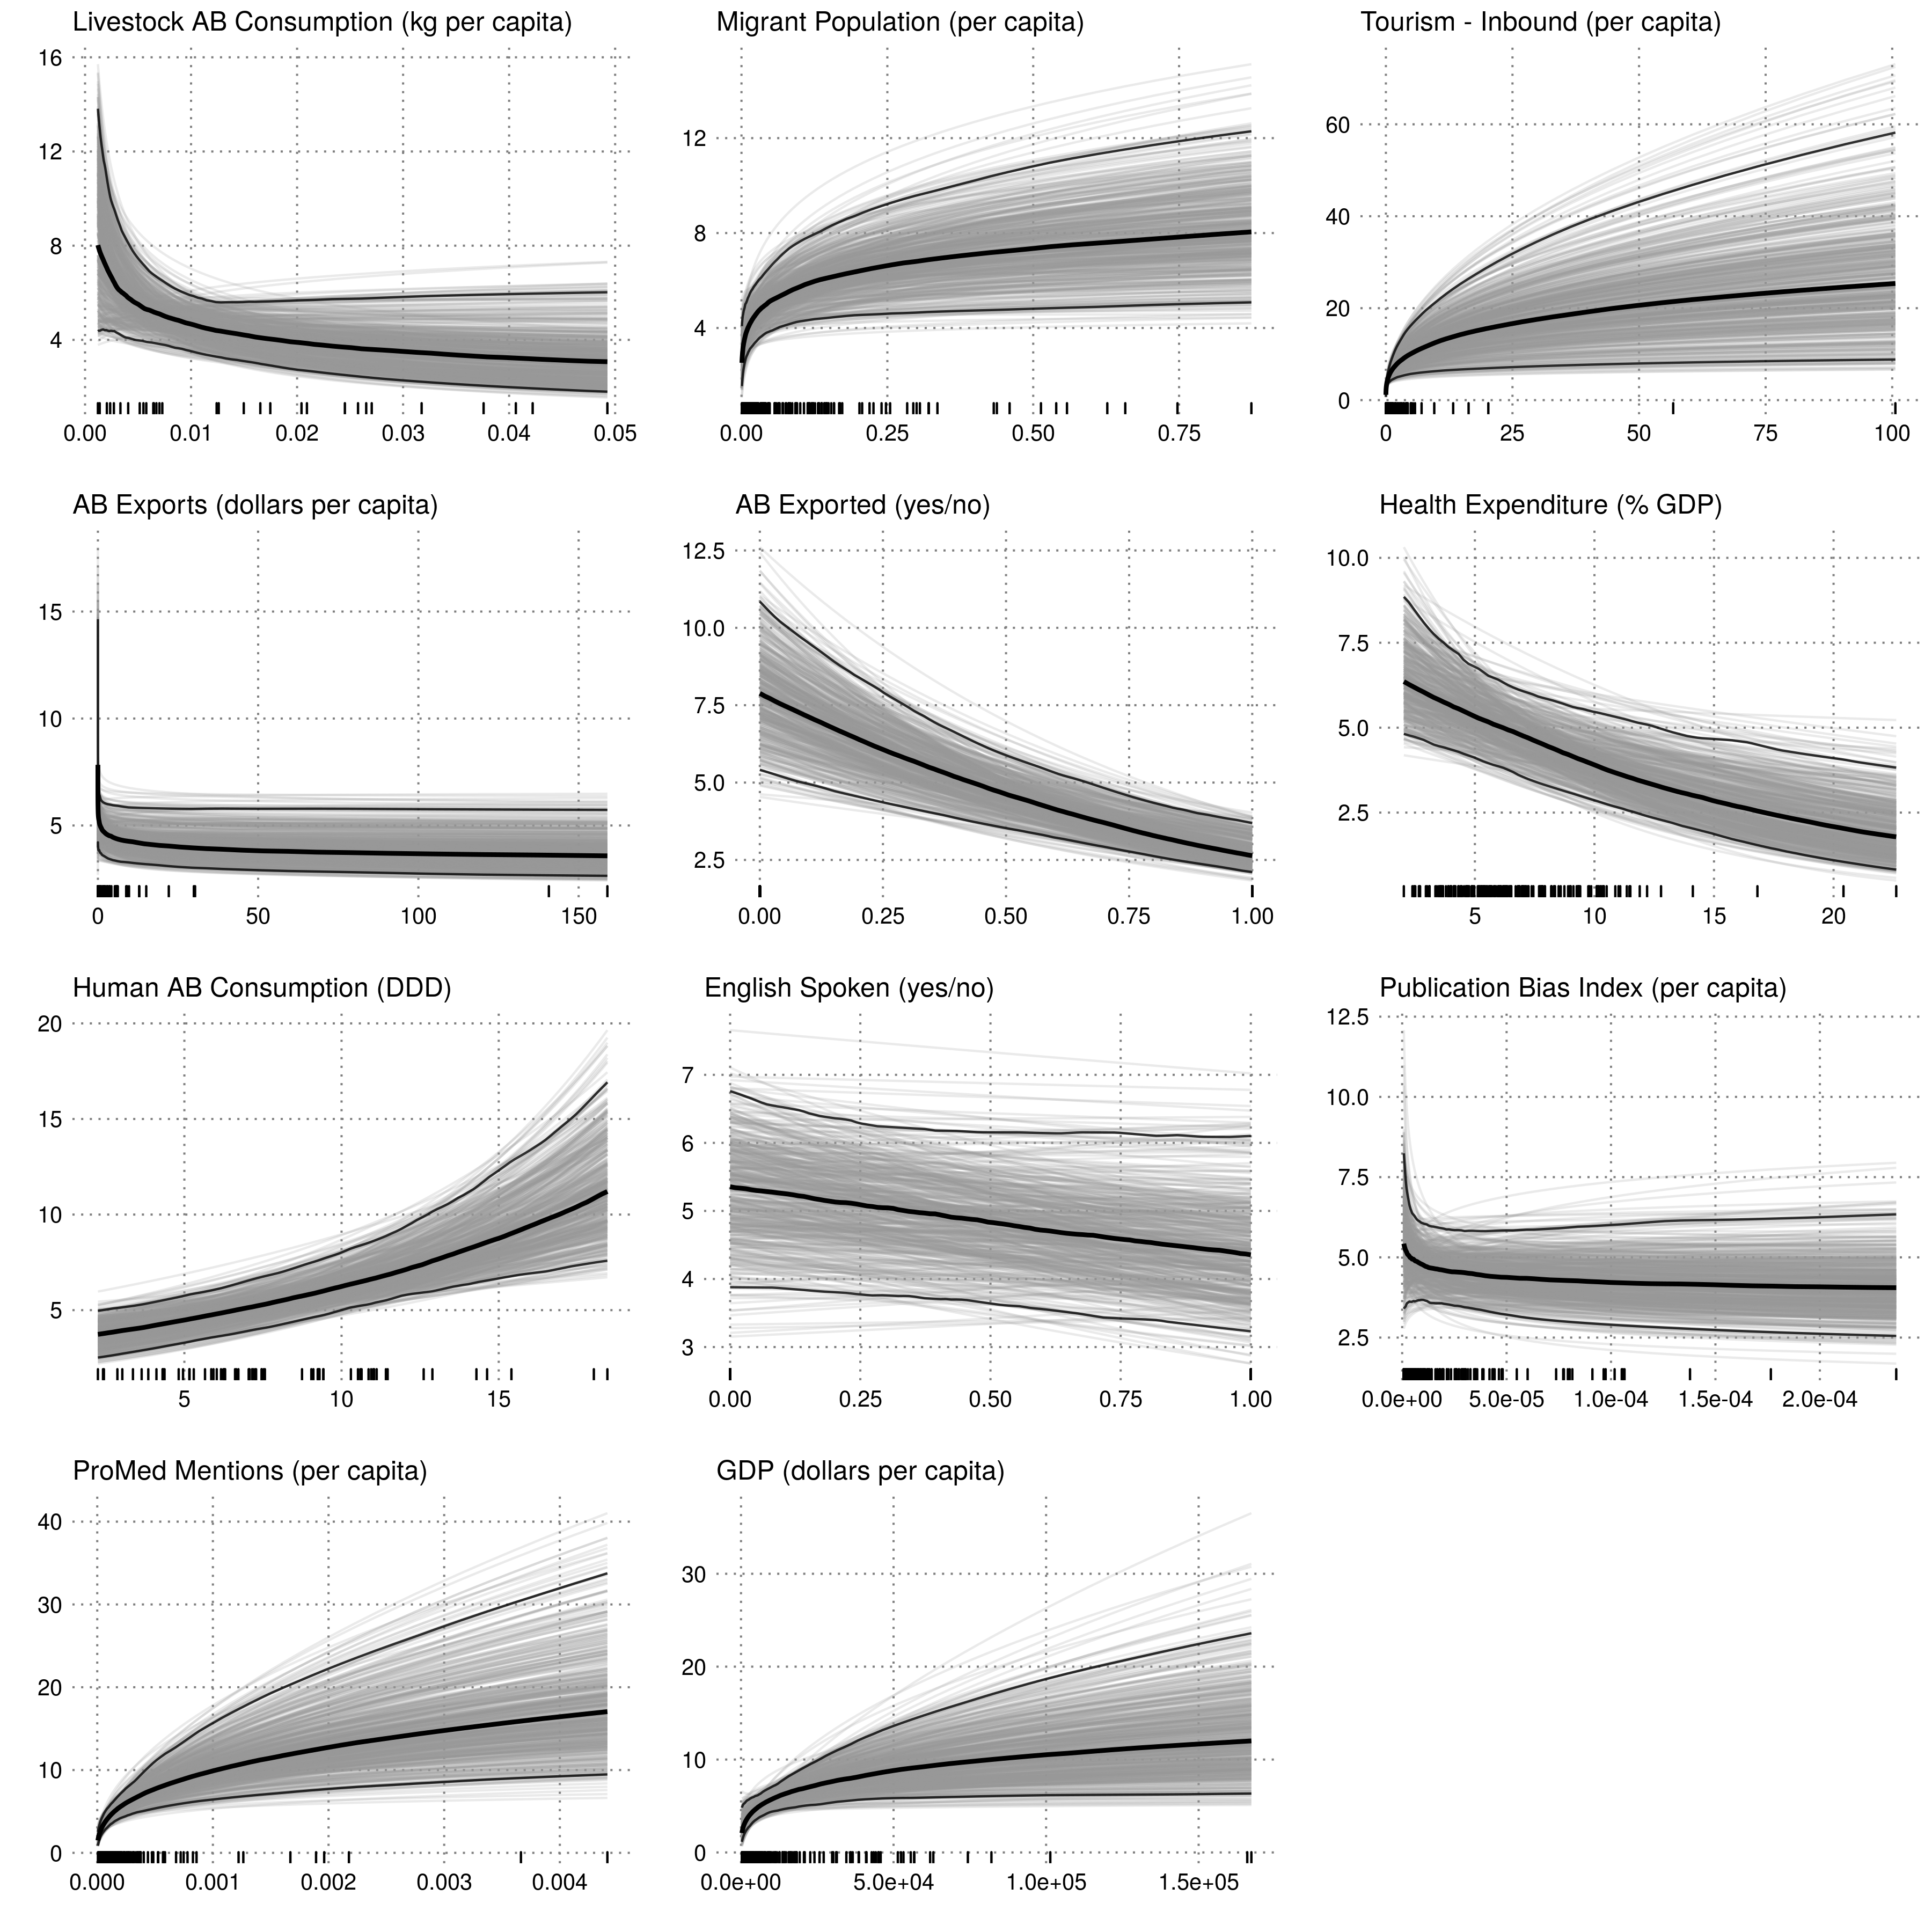 Livestock AB Consumption (kg per capita)
16
12
8
4
0.00 0.01 0.02 0.03 0.04 0.05
Migrant Population (per capita)
12
8
4
0.00 0.25 0.50 0.75
Tourism - Inbound (per capita)
60
40
20
0
0 25 50 75 100
AB Exports (dollars per capita)
15
10
5
0 50 100 150
AB Exported (yes/no)
12.5
10.0
7.5
5.0
2.5
0.00 0.25 0.50 0.75 1.00
Health Expenditure (% GDP)
10.0
7.5
5.0
2.5
5 10 15 20
Human AB Consumption (DDD)
20
15
10
5
5 10 15
English Spoken (yes/no)
7
6
5
4
3
0.00 0.25 0.50 0.75 1.00
Publication Bias Index (per capita)
12.5
10.0
7.5
5.0
2.5
0.0e+00 5.0e-05 1.0e-04 1.5e-04 2.0e-04
ProMed Mentions (per capita)
40
30
20
10
0
0.000 0.001 0.002 0.003 0.004
GDP (dollars per capita)
30
20
10
0
0.0e+00 5.0e+04 1.0e+05 1.5e+05